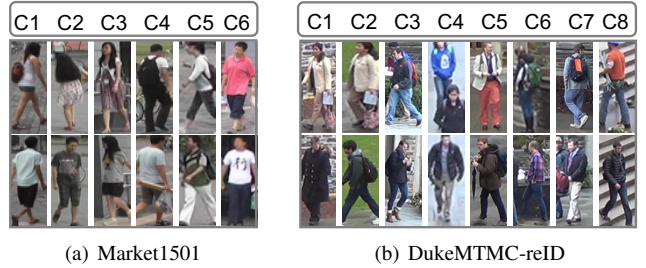 C1 C2 C3 C4 C5 C6
C1 C2 C3 C4 C5 C6 C7 C8
(a) Market1501
(b) DukeMTMC-reID